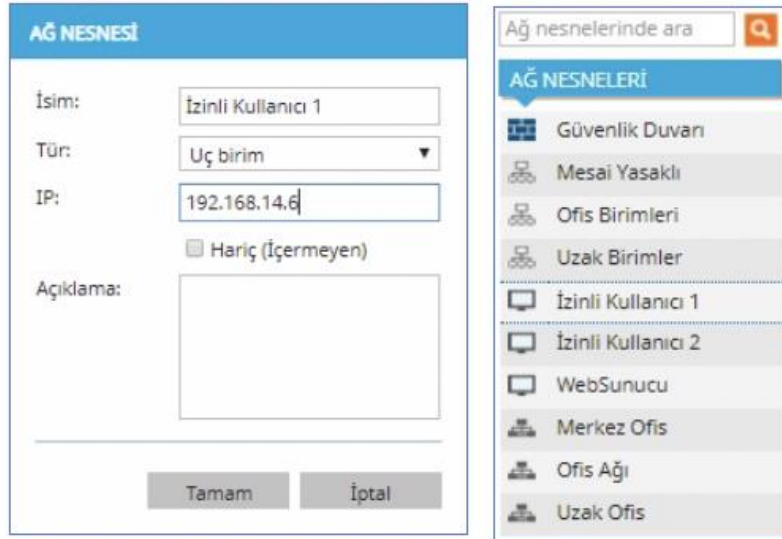 AĞ NESNESİ
İsim:
İzinli Kullanıcı 1
Tür:
Uç birim
IP:
192.168.14.6
Hariç (İçermeyen)
Açıklama:
Tamam
İptal
Ağ nesnelerinde ara
AĞ NESNELERİ
Güvenlik Duvarı
Mesai Yasaklı
Ofis Birimleri
Uzak Birimler
İzinli Kullanıcı 1
İzinli Kullanıcı 2
WebSunucu
Merkez Ofis
Ofis Ağı
Uzak Ofis